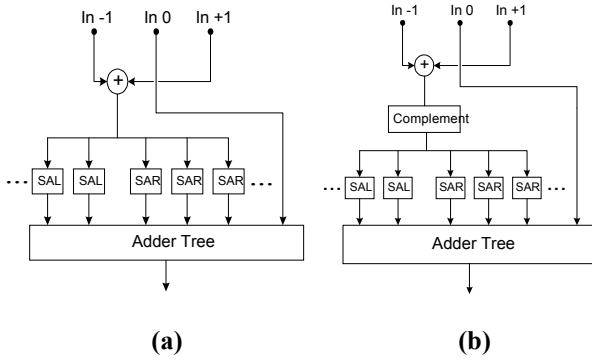 In -1 In 0 In +1
+
... SAL SAL SAR SAR SAR ...
Adder Tree
(a)
In -1 In 0 In +1
+
Complement
... SAL SAL SAR SAR SAR ...
Adder Tree
(b)